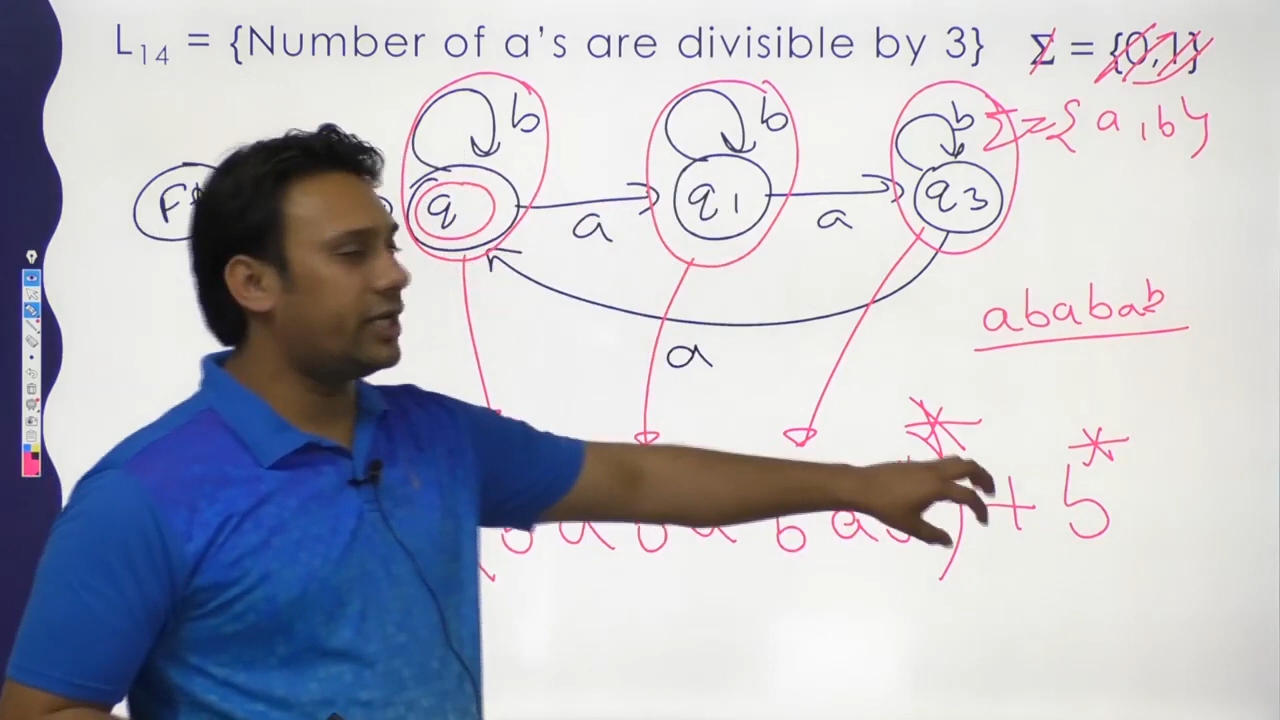 L₁₄ = {Number of a's are divisible by 3} Σ = {0,1}
b b b Σ = {a,b}
q q1 q3
a a
ababab
a
* *
b a b a b a ) + b